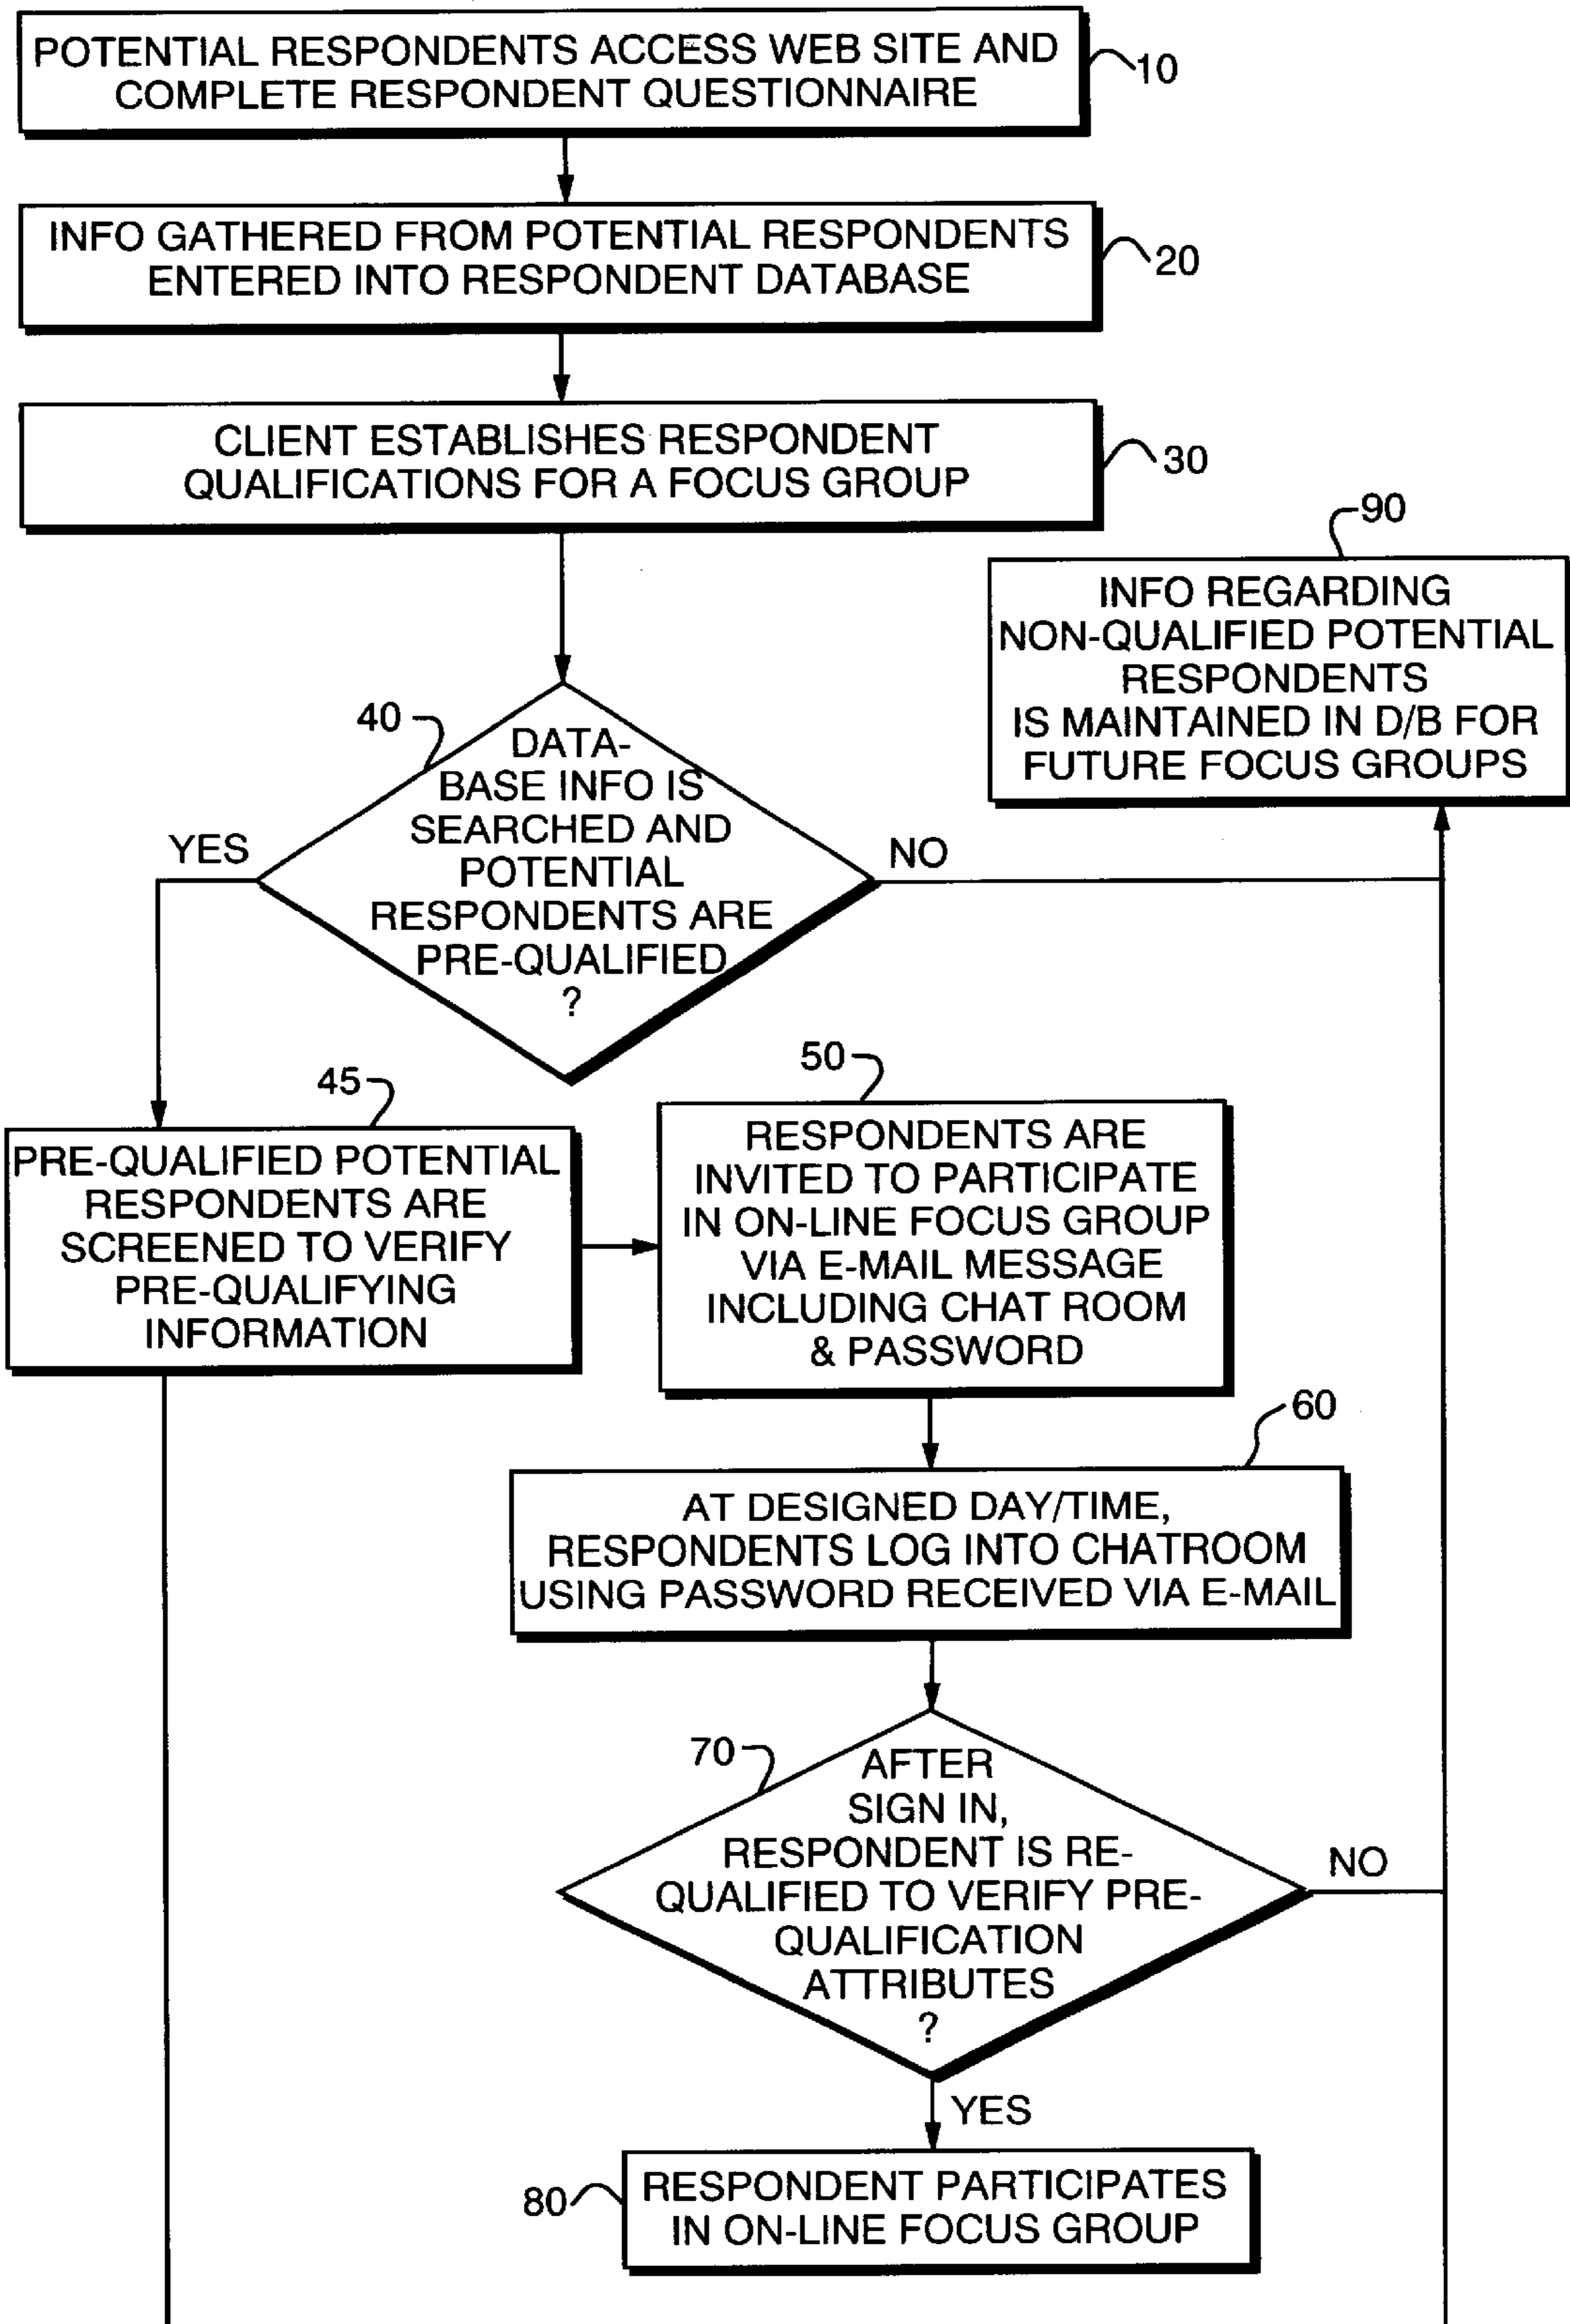 POTENTIAL RESPONDENTS ACCESS WEB SITE AND
COMPLETE RESPONDENT QUESTIONNAIRE
10
INFO GATHERED FROM POTENTIAL RESPONDENTS
ENTERED INTO RESPONDENT DATABASE
20
CLIENT ESTABLISHES RESPONDENT
QUALIFICATIONS FOR A FOCUS GROUP
30
90
INFO REGARDING
NON-QUALIFIED POTENTIAL
RESPONDENTS
IS MAINTAINED IN D/B FOR
FUTURE FOCUS GROUPS
40
DATA-
BASE INFO IS
SEARCHED AND
POTENTIAL
RESPONDENTS ARE
PRE-QUALIFIED
?
YES
NO
45
PRE-QUALIFIED POTENTIAL
RESPONDENTS ARE
SCREENED TO VERIFY
PRE-QUALIFYING
INFORMATION
50
RESPONDENTS ARE
INVITED TO PARTICIPATE
IN ON-LINE FOCUS GROUP
VIA E-MAIL MESSAGE
INCLUDING CHAT ROOM
& PASSWORD
60
AT DESIGNED DAY/TIME,
RESPONDENTS LOG INTO CHATROOM
USING PASSWORD RECEIVED VIA E-MAIL
70
AFTER
SIGN IN,
RESPONDENT IS RE-
QUALIFIED TO VERIFY PRE-
QUALIFICATION
ATTRIBUTES
?
NO
YES
80
RESPONDENT PARTICIPATES
IN ON-LINE FOCUS GROUP